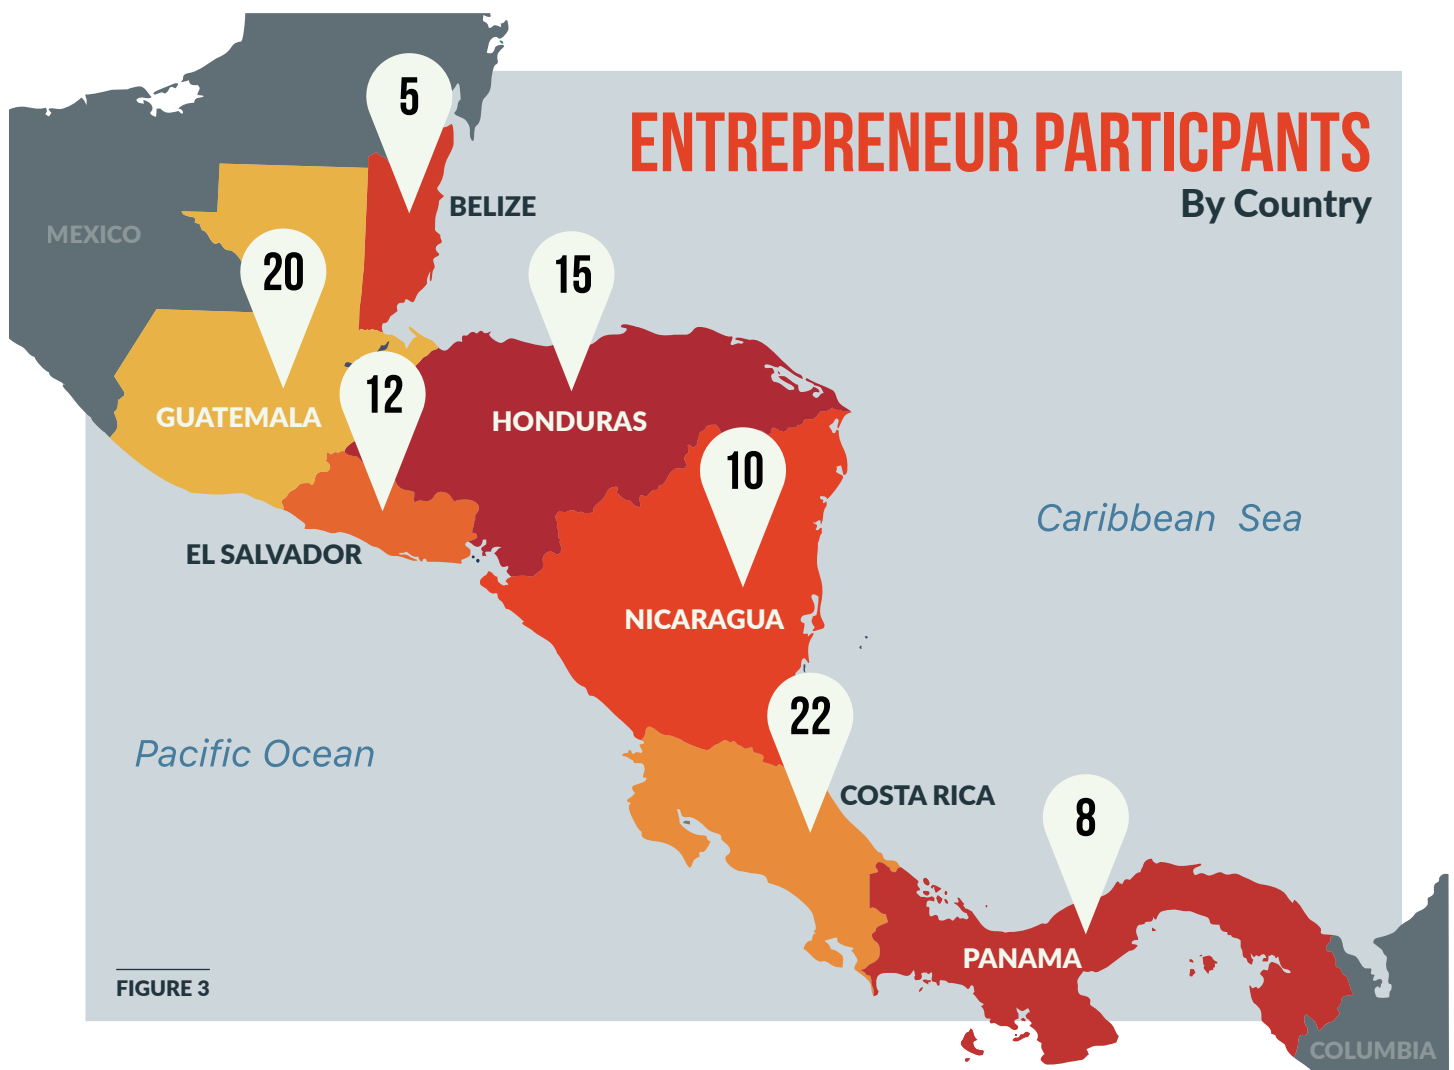 ENTREPRENEUR PARTICPANTS
By Country
5
BELIZE
MEXICO
20
15
12
GUATEMALA
HONDURAS
10
Caribbean Sea
EL SALVADOR
NICARAGUA
22
Pacific Ocean
COSTA RICA
8
PANAMA
FIGURE 3
COLUMBIA